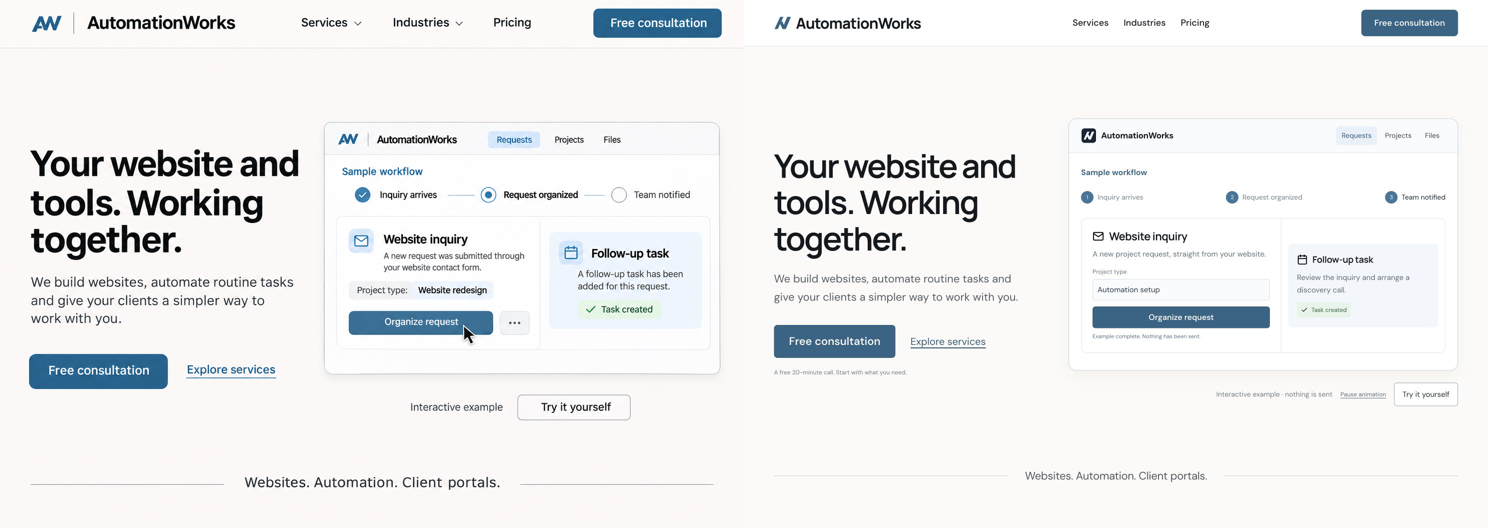 AW | AutomationWorks
Services
Industries
Pricing
Free consultation
Your website and
tools. Working
together.
We build websites, automate routine tasks
and give your clients a simpler way to
work with you.
Free consultation
Explore services
AW | AutomationWorks
Requests
Projects
Files
Sample workflow
Inquiry arrives
Request organized
Team notified
Website inquiry
A new request was submitted through
your website contact form.
Project type: Website redesign
Organize request
...
Follow-up task
A follow-up task has been
added for this request.
Task created
Interactive example
Try it yourself
Websites. Automation. Client portals.
AutomationWorks
Services
Industries
Pricing
Free consultation
Your website and
tools. Working
together.
We build websites, automate routine tasks and
give your clients a simpler way to work with you.
Free consultation
Explore services
A free 20-minute call. Start with what you need.
AutomationWorks
Requests
Projects
Files
Sample workflow
1 Inquiry arrives
2 Request organized
3 Team notified
Website inquiry
A new project request, straight from your website.
Project type
Automation setup
Organize request
Example complete. Nothing has been sent.
Follow-up task
Review the inquiry and arrange a
discovery call.
Task created
Interactive example · nothing is sent
Pause animation
Try it yourself
Websites. Automation. Client portals.